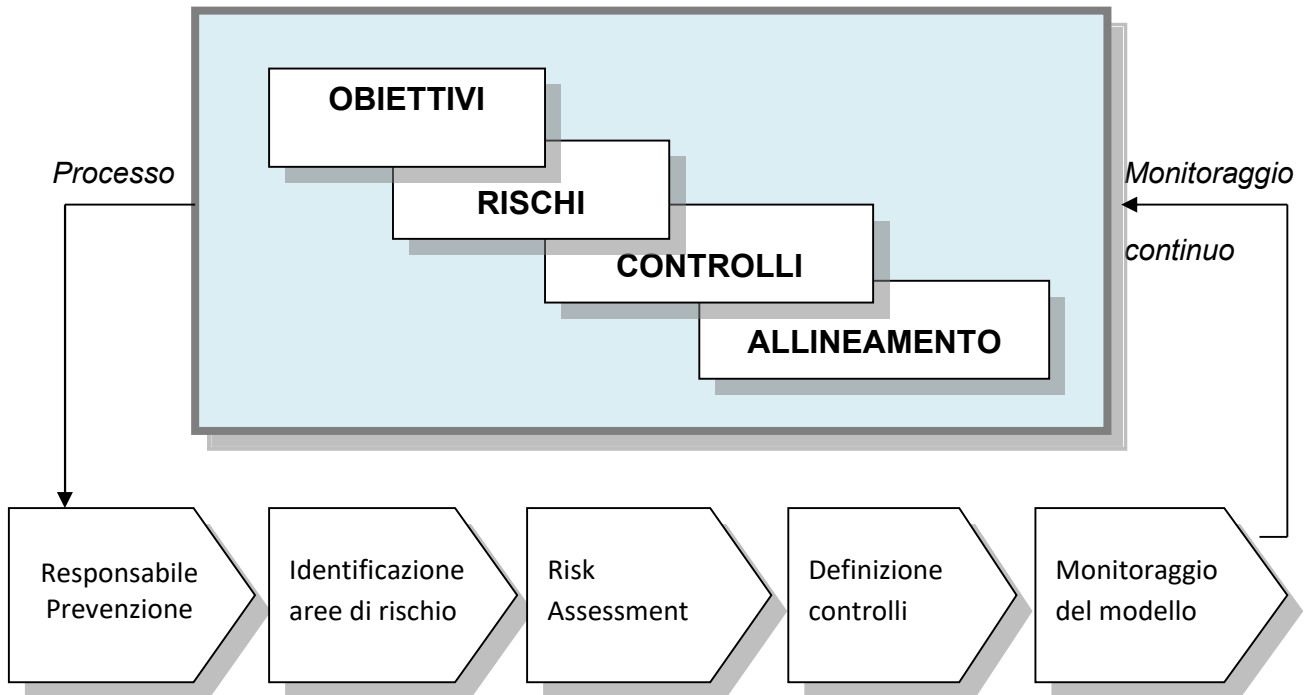 OBIETTIVI
RISCHI
CONTROLLI
ALLINEAMENTO
Processo
Monitoraggio
continuo
Responsabile
Prevenzione
Identificazione
aree di rischio
Risk
Assessment
Definizione
controlli
Monitoraggio
del modello